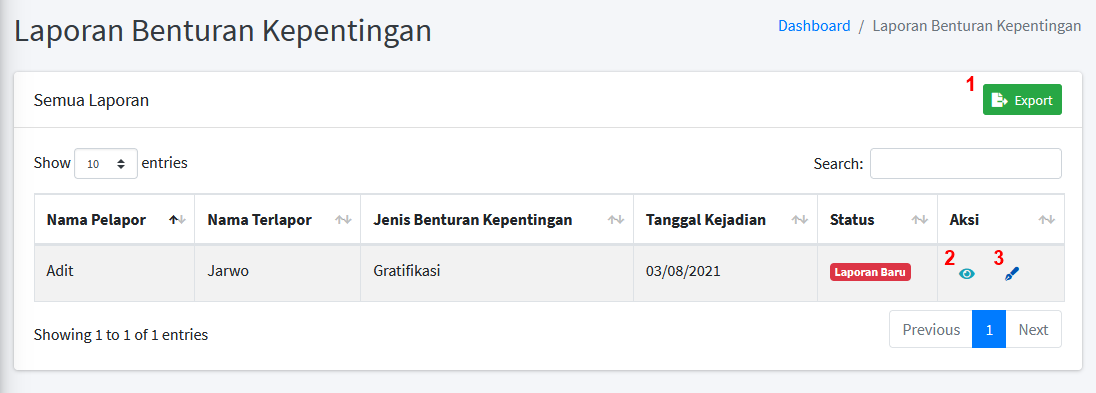 Laporan Benturan Kepentingan
Dashboard / Laporan Benturan Kepentingan
Semua Laporan
1 Export
Show 10 entries
Search:
Nama Pelapor Nama Terlapor Jenis Benturan Kepentingan Tanggal Kejadian Status Aksi
Adit Jarwo Gratifikasi 03/08/2021 Laporan Baru 2 3
Showing 1 to 1 of 1 entries
Previous 1 Next